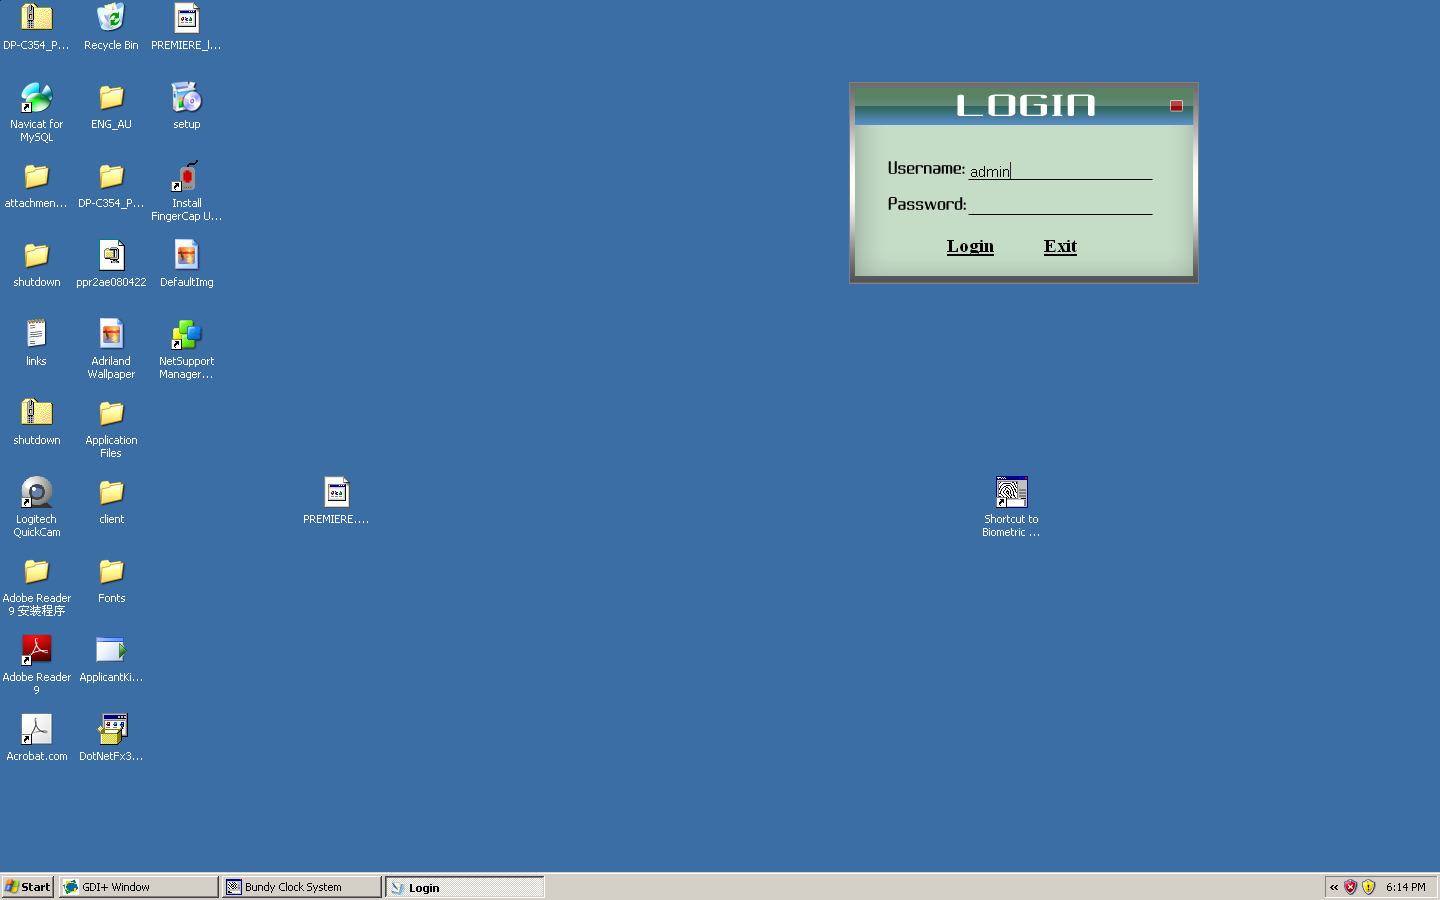 DP-C354_P...
Recycle Bin
PREMIERE_l...
Navicat for
MySQL
ENG_AU
setup
attachmen...
DP-C354_P...
Install
FingerCap U...
shutdown
ppr2ae080422
DefaultImg
links
Adriland
Wallpaper
NetSupport
Manager...
shutdown
Application
Files
Logitech
QuickCam
client
PREMIERE....
Shortcut to
Biometric ...
Adobe Reader
9 安装程序
Fonts
Adobe Reader
9
ApplicantKi...
Acrobat.com
DotNetFx3...
LOGIN
Username: admin
Password:
Login
Exit
Start
GDI+ Window
Bundy Clock System
Login
6:14 PM